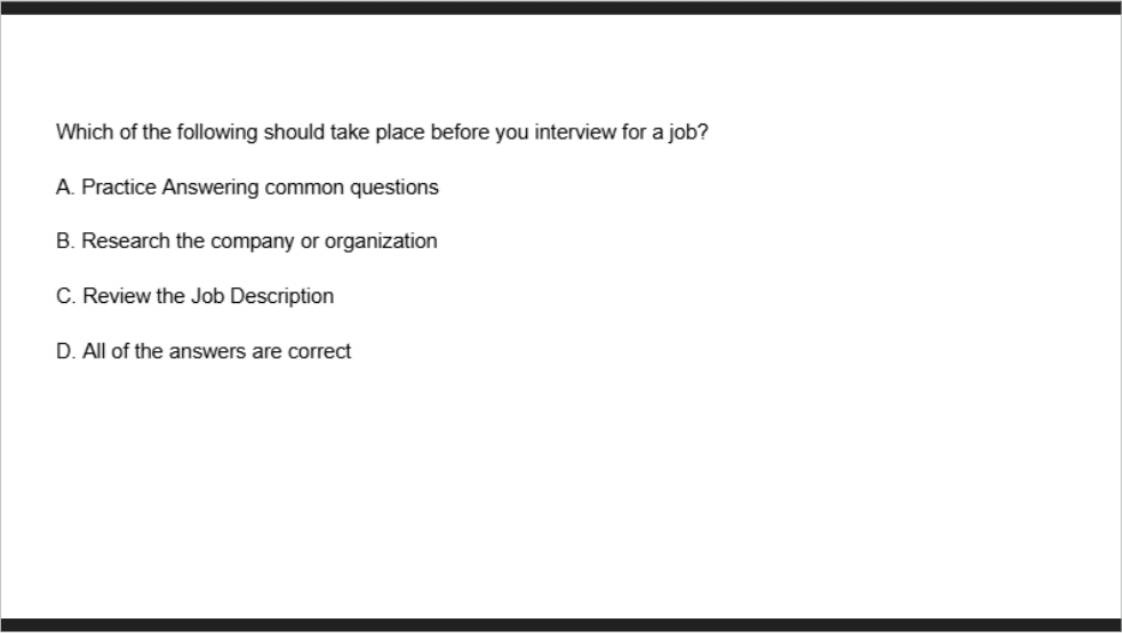 Which of the following should take place before you interview for a job?
A. Practice Answering common questions
B. Research the company or organization
C. Review the Job Description
D. All of the answers are correct